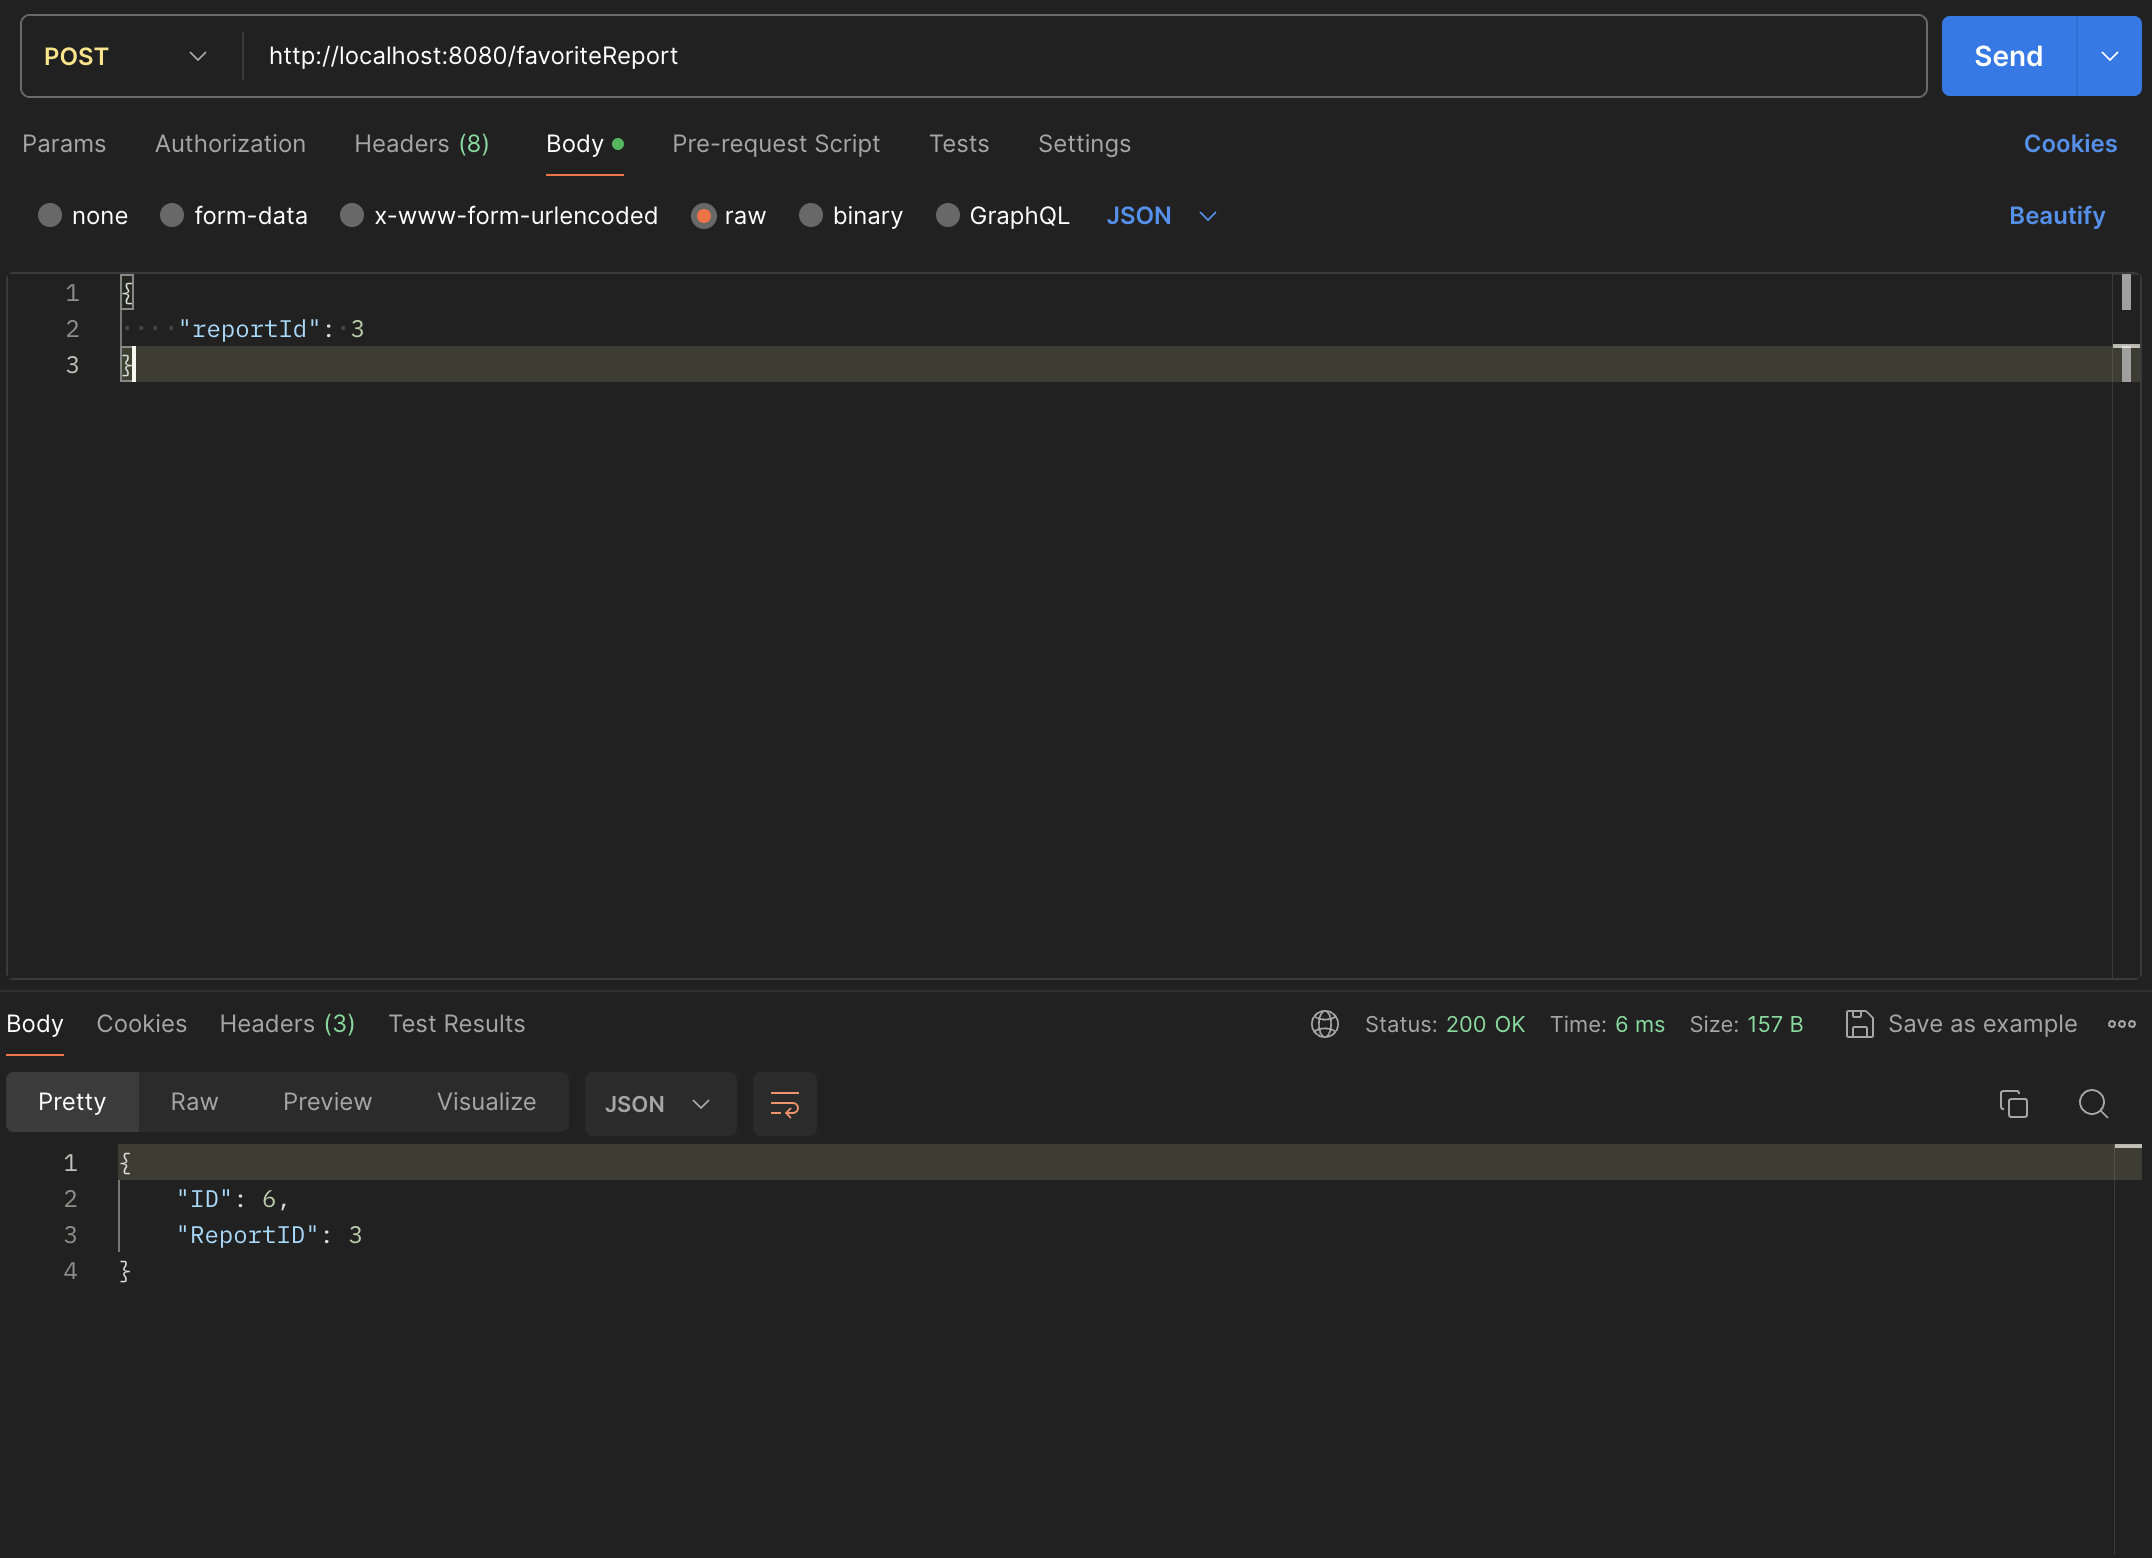 POST http://localhost:8080/favoriteReport Send
Params Authorization Headers (8) Body Pre-request Script Tests Settings Cookies
none form-data x-www-form-urlencoded raw binary GraphQL JSON Beautify
1 {
2 "reportId": 3
3 }
Body Cookies Headers (3) Test Results Status: 200 OK Time: 6 ms Size: 157 B Save as example
Pretty Raw Preview Visualize JSON
1 {
2 "ID": 6,
3 "ReportID": 3
4 }